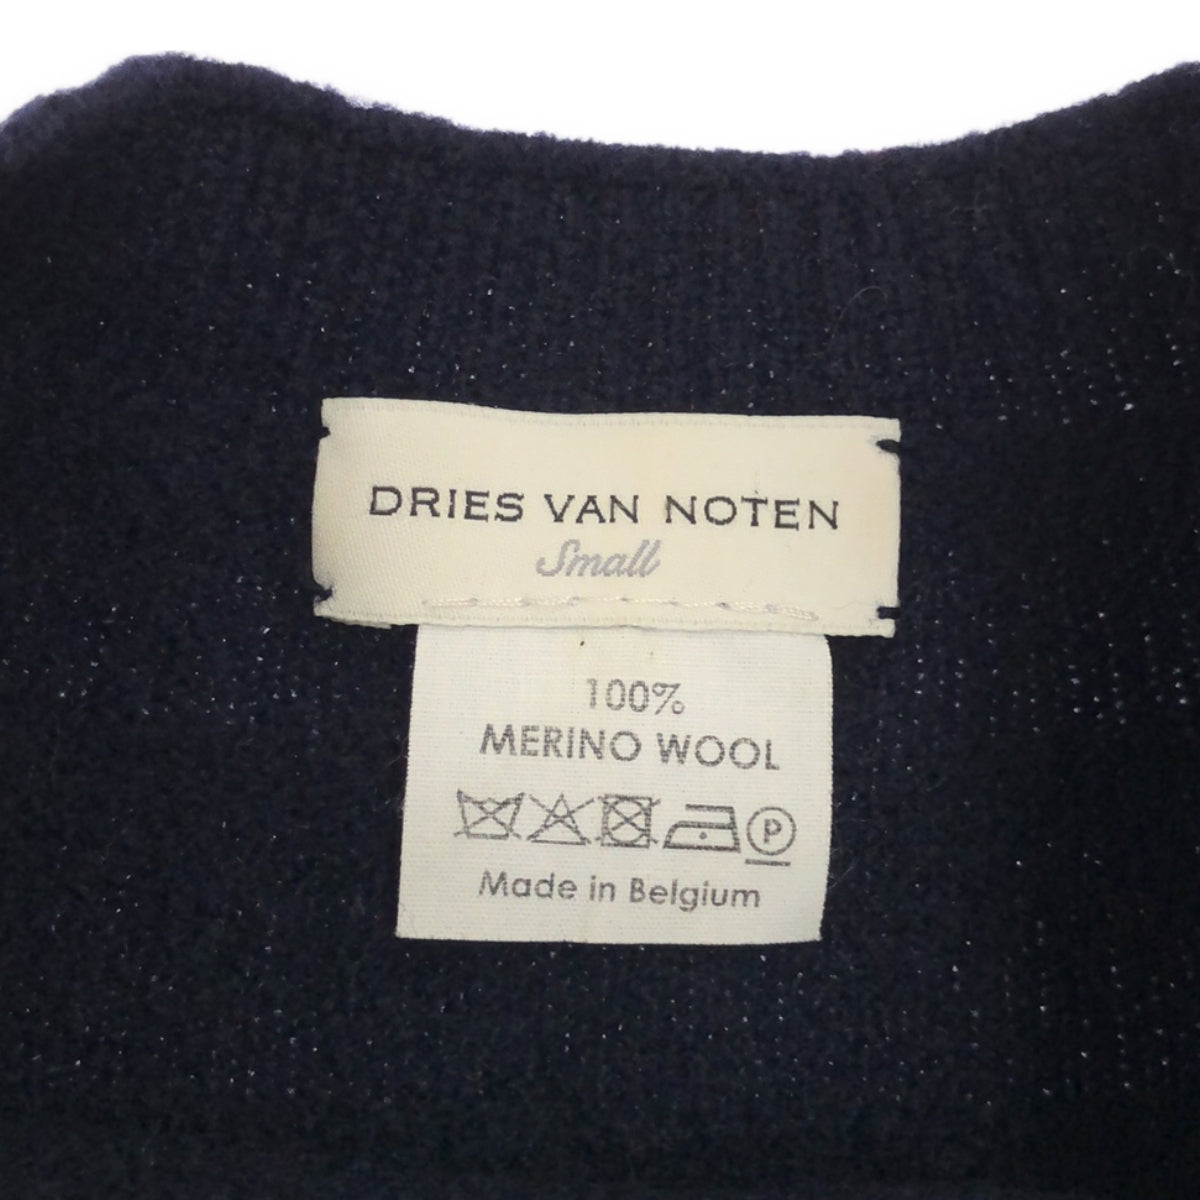 DRIES VAN NOTEN
Small
100%
MERINO WOOL
P
Made in Belgium